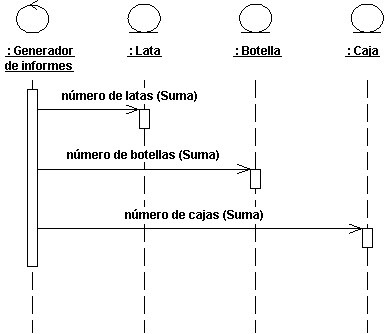 : Generador
de informes
: Lata
: Botella
: Caja
número de latas (Suma)
número de botellas (Suma)
número de cajas (Suma)